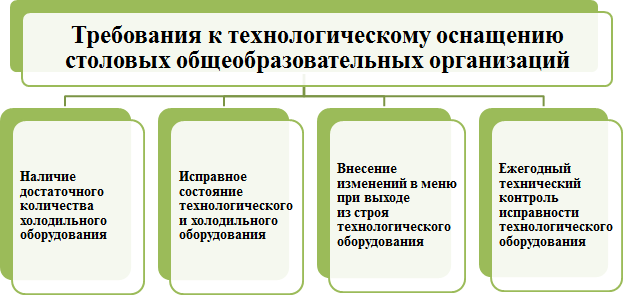 Требования к технологическому оснащению
столовых общеобразовательных организаций
Наличие
достаточного
количества
холодильного
оборудования
Исправное
состояние
технологического
и холодильного
оборудования
Внесение
изменений в меню
при выходе
из строя
технологического
оборудования
Ежегодный
технический
контроль
исправности
технологического
оборудования